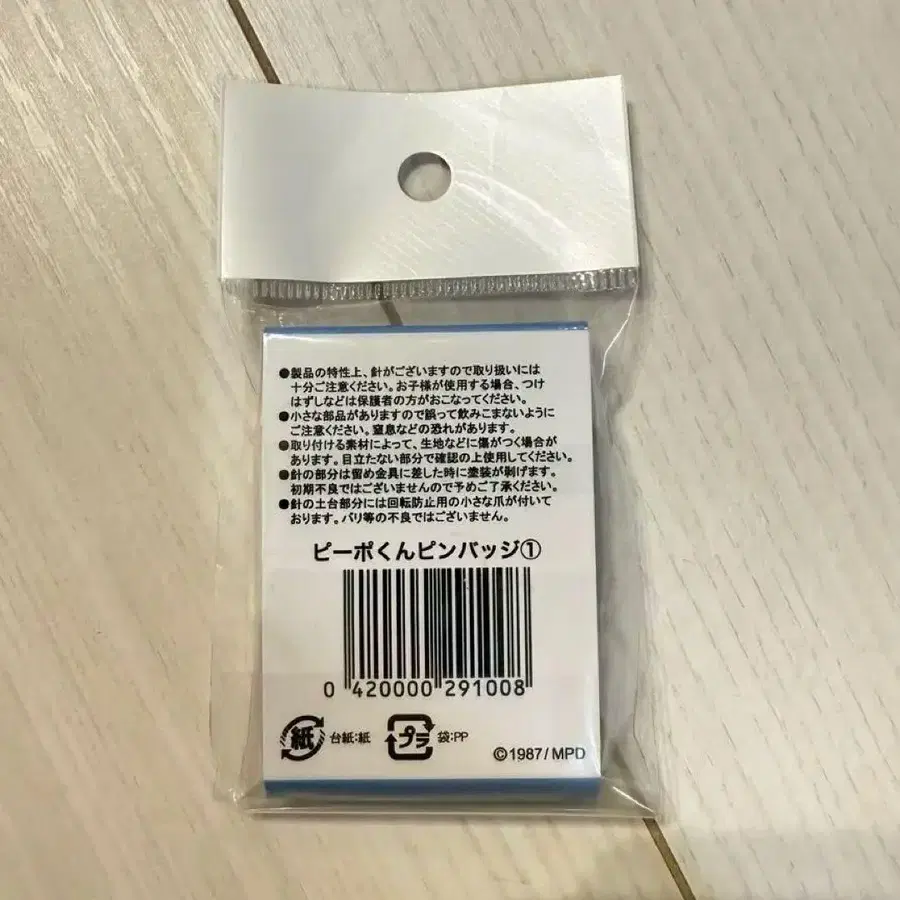 ●製品の特性上、針がございますので取り扱いには
十分ご注意ください。お子様が使用する場合、つけ
はずしなどは保護者の方がおこなってください。
●小さな部品がありますので誤って飲みこまないように
ご注意ください。窒息などの恐れがあります。
●取り付ける素材によって、生地などに傷がつく場合が
あります。目立たない部分で確認の上使用してください。
●針の部分は留め金具に差した時に塗装が剥げます。
初期不良ではございませんので予めご了承ください。
●針の土台部分には回転防止用の小さな爪が付いて
おります。バリ等の不良ではございません。
ピーポくんピンバッジ①
0 420000 291008
紙 台紙:紙 プラ 袋:PP
©1987/MPD